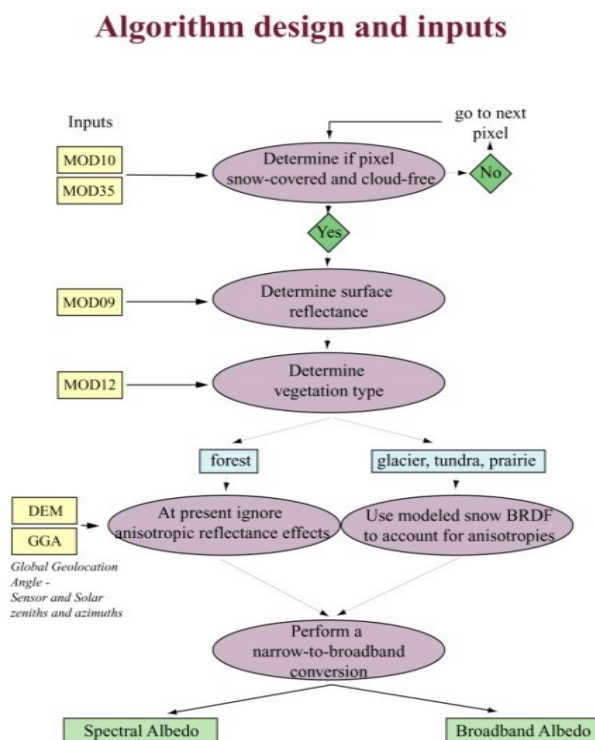 Algorithm design and inputs
Inputs
go to next
pixel
MOD10
MOD35
Determine if pixel
snow-covered and cloud-free
No
Yes
MOD09
Determine surface
reflectance
MOD12
Determine
vegetation type
forest
glacier, tundra, prairie
DEM
GGA
At present ignore
anisotropic reflectance effects
Use modeled snow BRDF
to account for anisotropies
Global Geolocation
Angle -
Sensor and Solar
zeniths and azimuths
Perform a
narrow-to-broadband
conversion
Spectral Albedo
Broadband Albedo